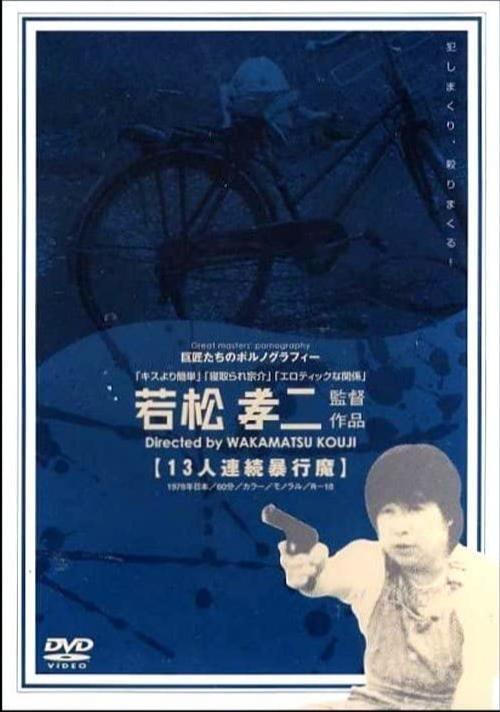 犯しまくり、殺りまくる!
Great masters' pornography
巨匠たちのポルノグラフィー
「キスより簡単」「寝取られ宗介」「エロティックな関係」
若松 孝二 監督作品
Directed by WAKAMATSU KOUJI
【13人連続暴行魔】
1978年日本/60分/カラー/モノラル/R-18
DVD
VIDEO